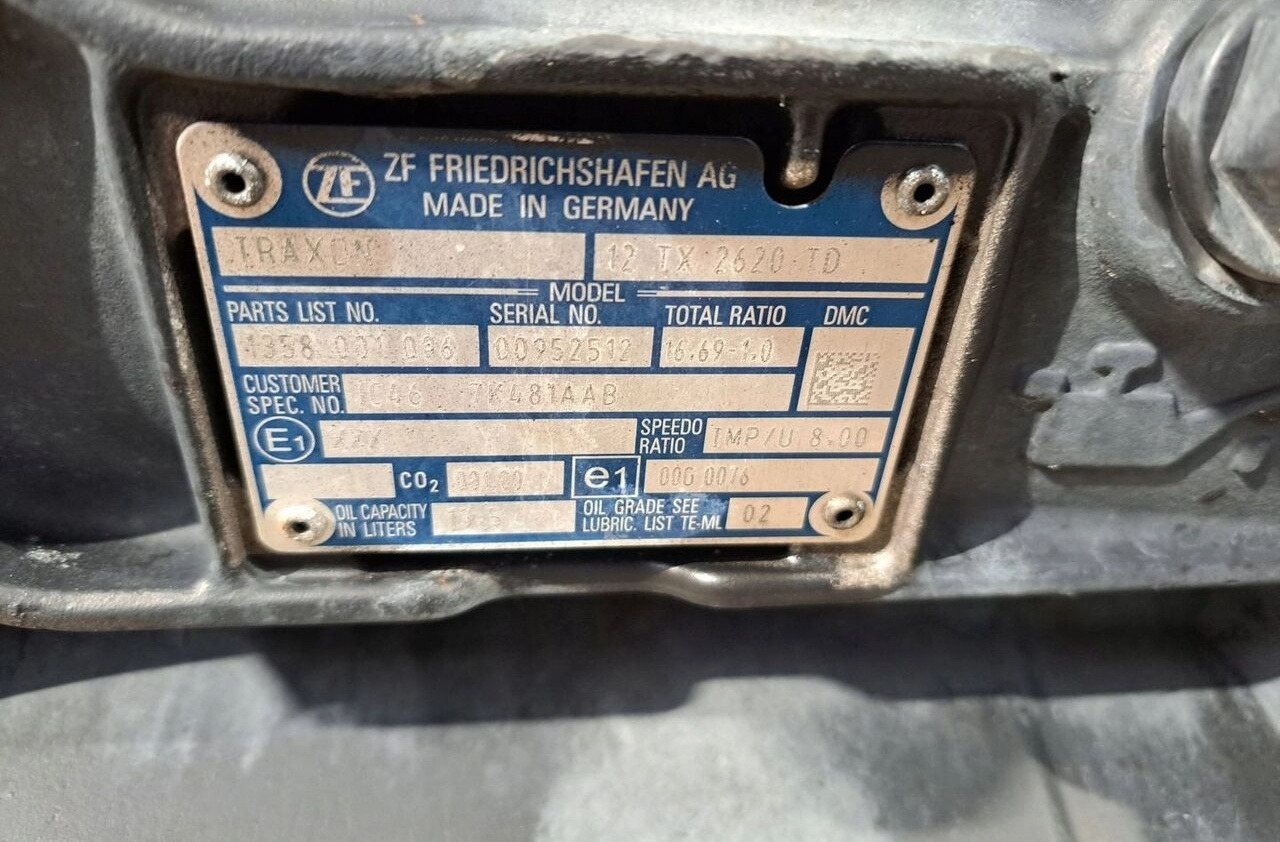 ZF
ZF FRIEDRICHSHAFEN AG
MADE IN GERMANY
TRAXON 12 TX 2620 TD
MODEL
PARTS LIST NO. SERIAL NO. TOTAL RATIO DMC
1358 001 096 00952512 16.69-1.0
CUSTOMER
SPEC. NO. 7K481AAB
E1 SPEEDO
RATIO IMP/U 8.00
CO2 e1
OIL CAPACITY
IN LITERS OIL GRADE SEE
LUBRIC. LIST TE-ML 02